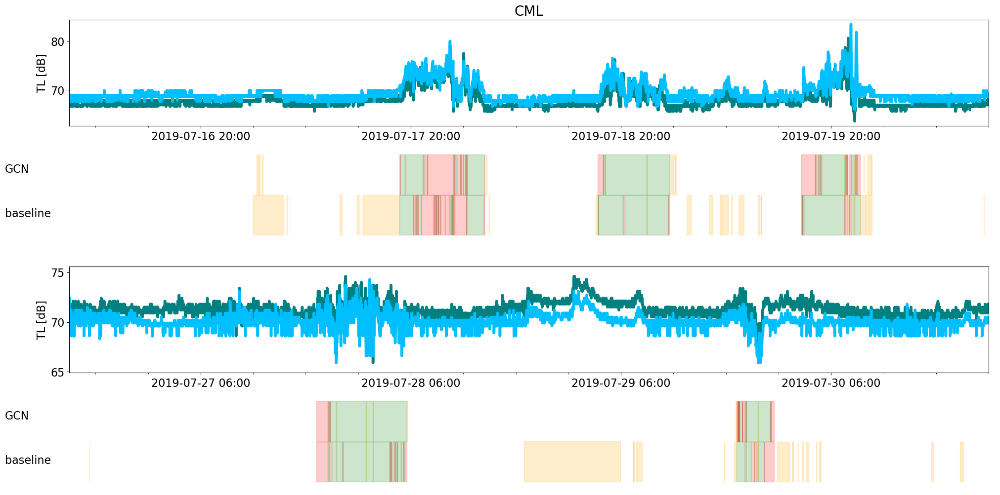 CML
80
TL [dB]
70
2019-07-16 20:00 2019-07-17 20:00 2019-07-18 20:00 2019-07-19 20:00
GCN
baseline
75
TL [dB]
70
65
2019-07-27 06:00 2019-07-28 06:00 2019-07-29 06:00 2019-07-30 06:00
GCN
baseline